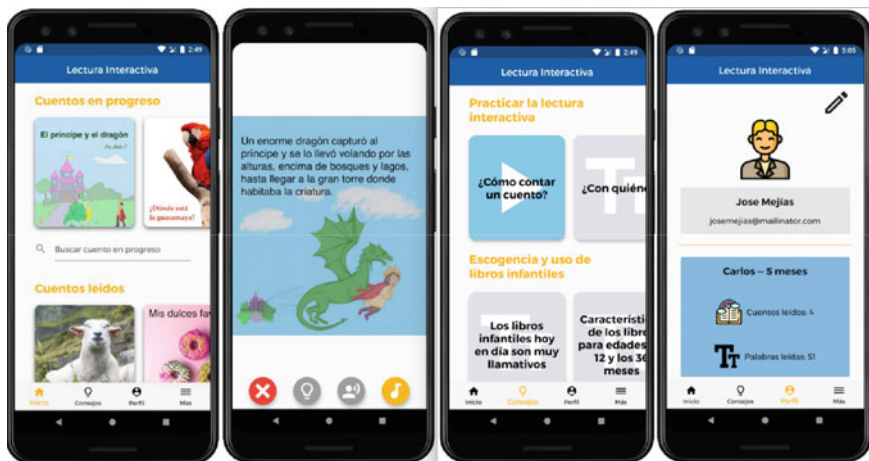 2:49
Lectura Interactiva
Cuentos en progreso
El príncipe y el dragón
¿Dónde está
la guacamaya?
Buscar cuento en progreso
Cuentos leídos
Mis dulces fav
Inicio
Consejos
Perfil
Más
Un enorme dragón capturó al
príncipe y se lo llevó volando por las
alturas, encima de bosques y lagos,
hasta llegar a la gran torre donde
habitaba la criatura.
2:49
Lectura Interactiva
Practicar la lectura
interactiva
¿Cómo contar
un cuento?
¿Con quién
Escogencia y uso de
libros infantiles
Los libros
infantiles hoy
en día son muy
llamativos
Característic
de los libro
para edades
12 y los 36
meses
Inicio
Consejos
Perfil
Más
3:05
Lectura Interactiva
Jose Mejías
josemejias@mailinator.com
Carlos – 5 meses
Cuentos leídos: 4
Palabras leídas: 51
Inicio
Consejos
Perfil
Más